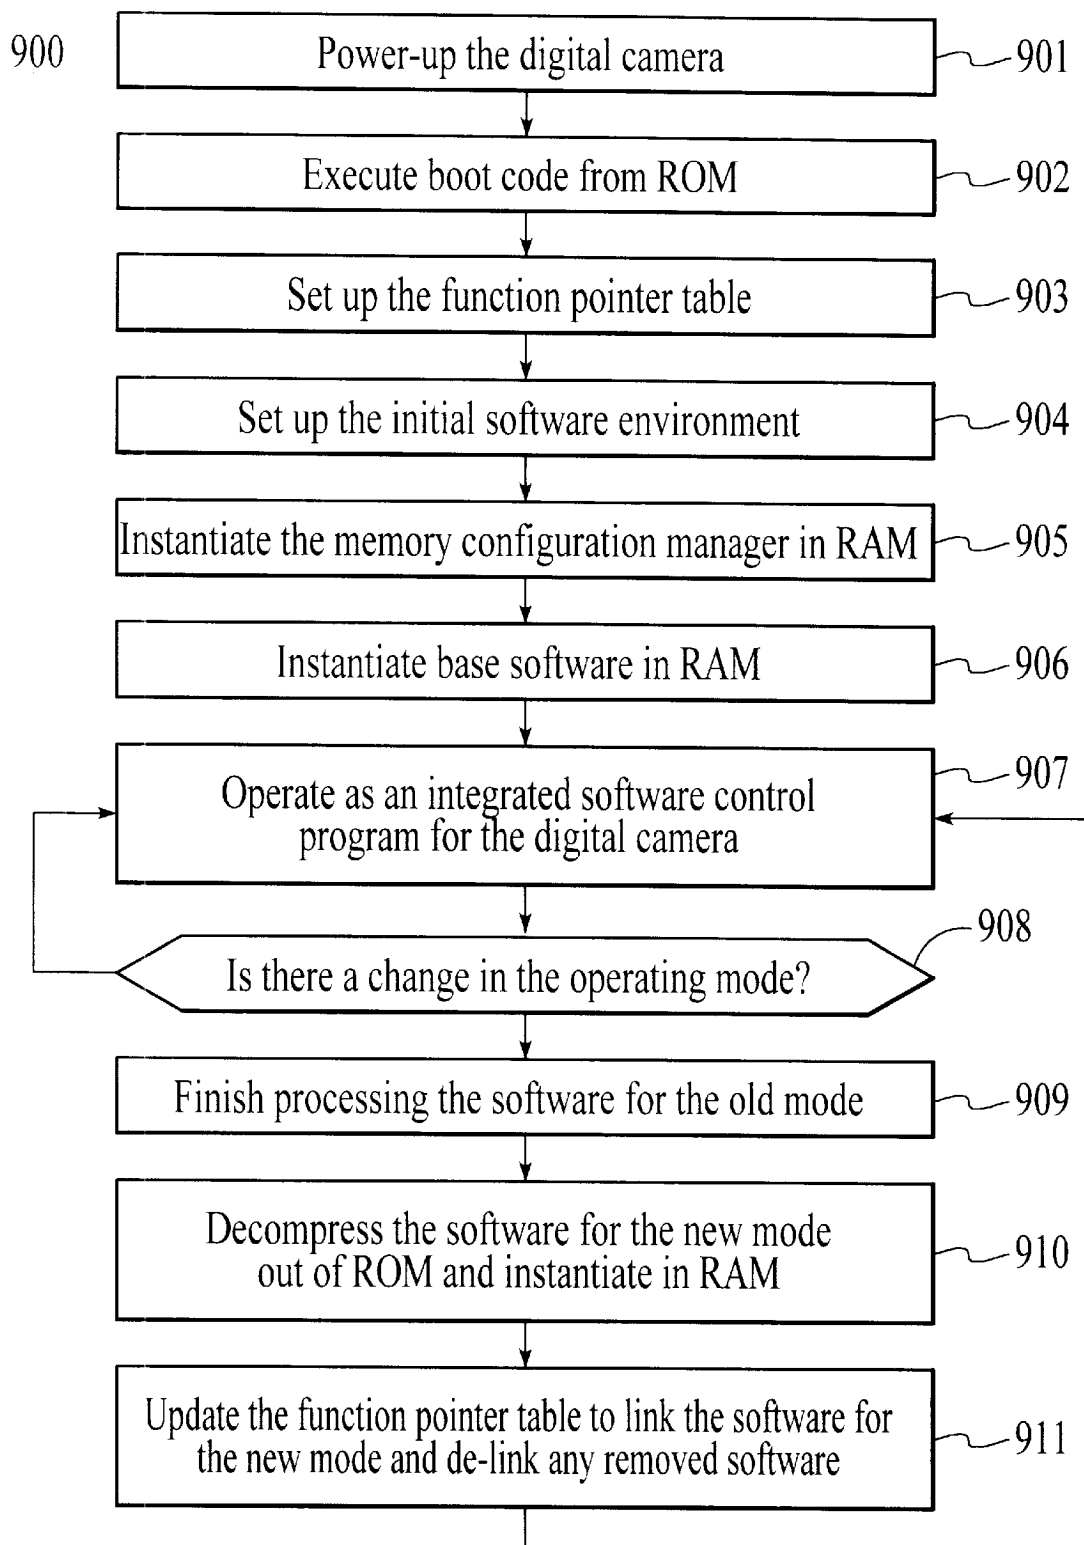 900
Power-up the digital camera
901
Execute boot code from ROM
902
Set up the function pointer table
903
Set up the initial software environment
904
Instantiate the memory configuration manager in RAM
905
Instantiate base software in RAM
906
Operate as an integrated software control
program for the digital camera
907
Is there a change in the operating mode?
908
Finish processing the software for the old mode
909
Decompress the software for the new mode
out of ROM and instantiate in RAM
910
Update the function pointer table to link the software for
the new mode and de-link any removed software
911